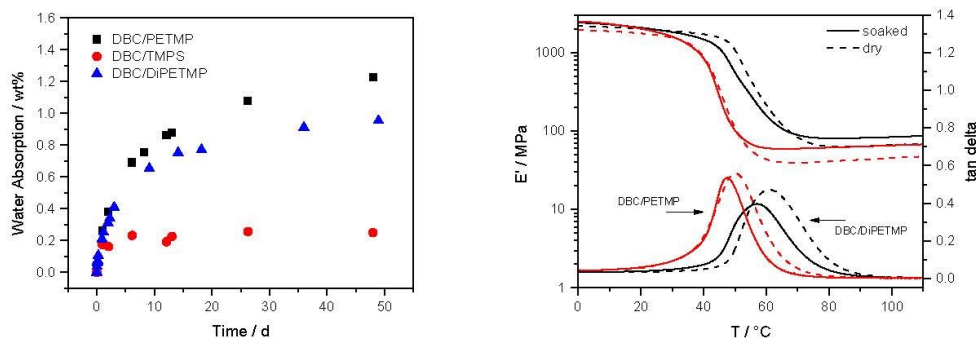 1.6
1.4
1.2
1.0
0.8
0.6
0.4
0.2
0.0
Water Absorption / wt%
DBC/PETMP
DBC/TMPS
DBC/DiPETMP
0 10 20 30 40 50
Time / d
1000
100
10
1
E' / MPa
soaked
dry
DBC/PETMP
DBC/DiPETMP
1.4
1.2
1.0
0.8
0.6
0.4
0.2
0.0
tan delta
0 20 40 60 80 100
T / °C